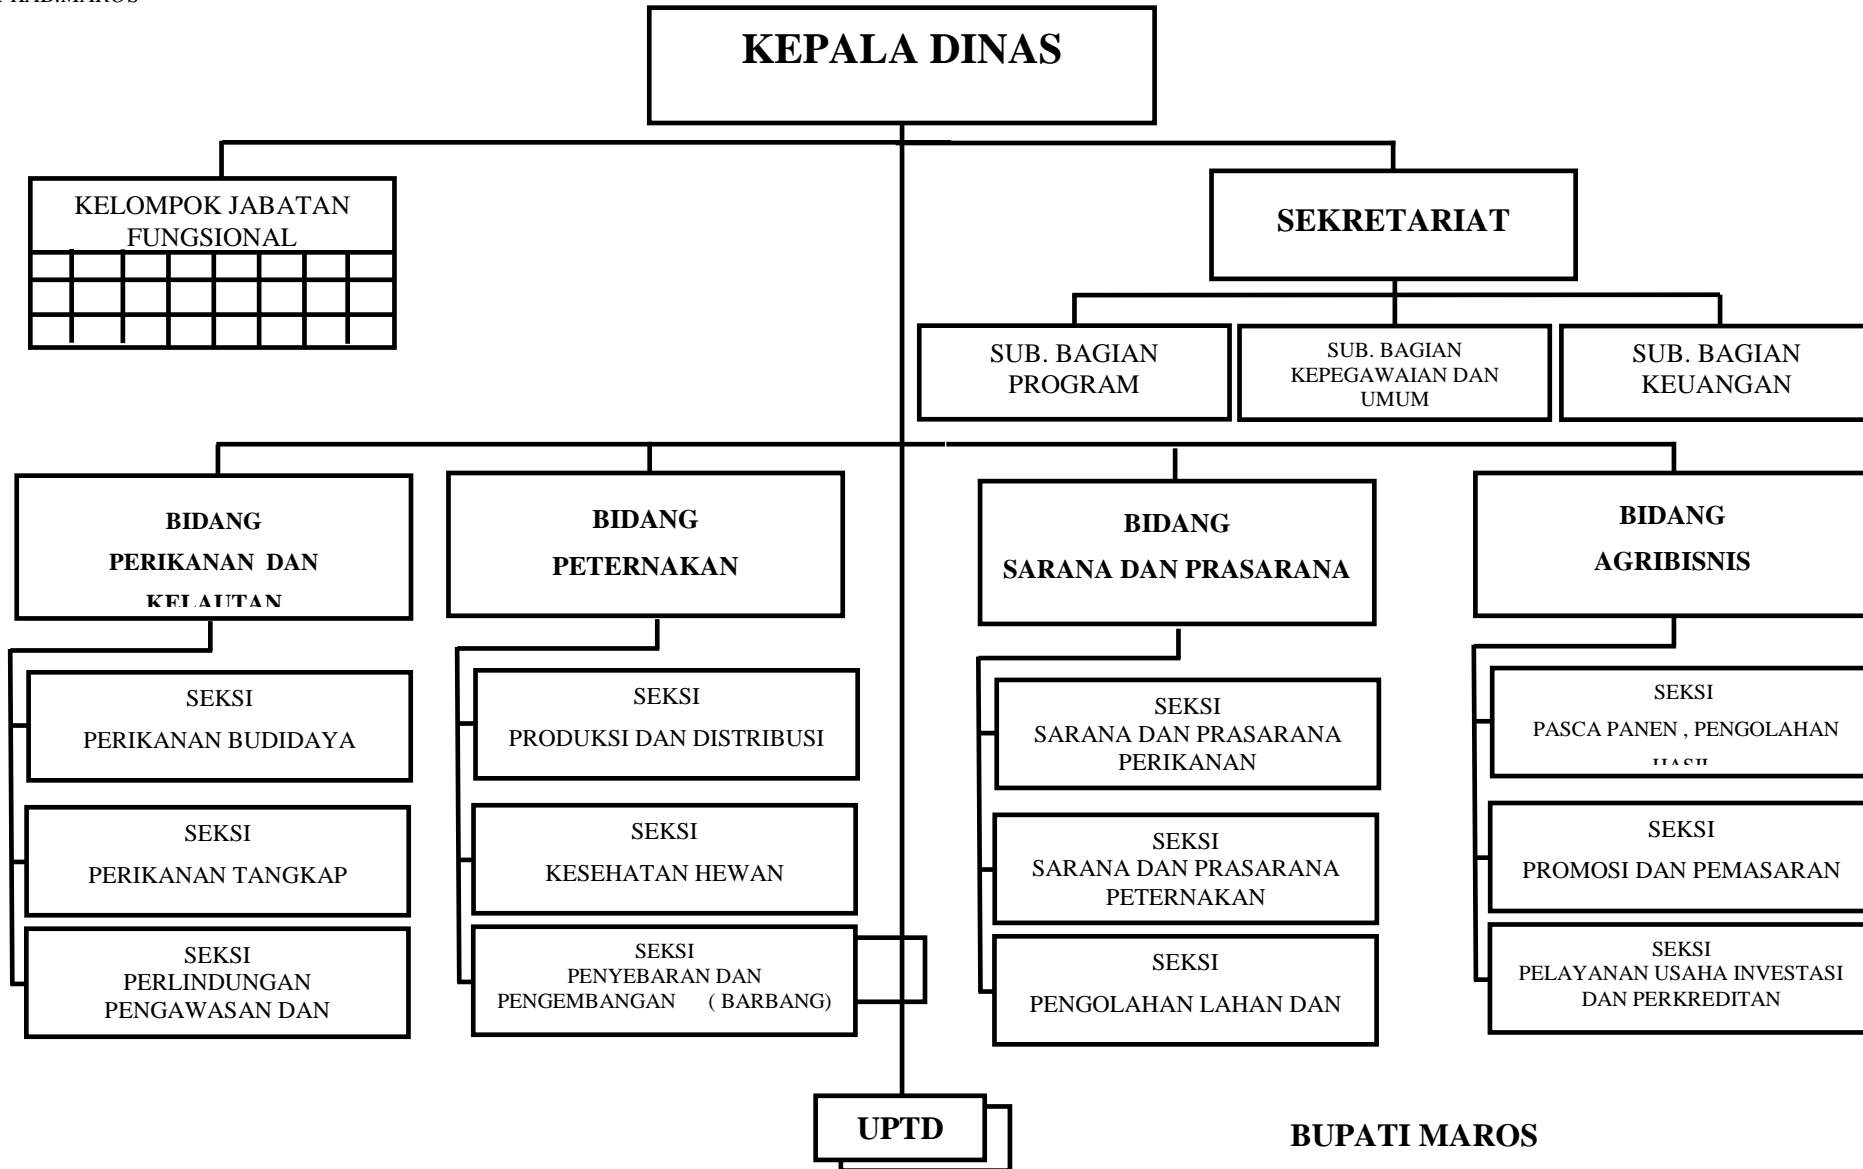 KAB.MAROS
KEPALA DINAS
KELOMPOK JABATAN
FUNGSIONAL
SEKRETARIAT
SUB. BAGIAN
PROGRAM
SUB. BAGIAN
KEPEGAWAIAN DAN
UMUM
SUB. BAGIAN
KEUANGAN
BIDANG
PERIKANAN DAN
KELAUTAN
BIDANG
PETERNAKAN
BIDANG
SARANA DAN PRASARANA
BIDANG
AGRIBISNIS
SEKSI
PERIKANAN BUDIDAYA
SEKSI
PERIKANAN TANGKAP
SEKSI
PERLINDUNGAN
PENGAWASAN DAN
SEKSI
PRODUKSI DAN DISTRIBUSI
SEKSI
KESEHATAN HEWAN
SEKSI
PENYEBARAN DAN
PENGEMBANGAN ( BARBANG)
SEKSI
SARANA DAN PRASARANA
PERIKANAN
SEKSI
SARANA DAN PRASARANA
PETERNAKAN
SEKSI
PENGOLAHAN LAHAN DAN
SEKSI
PASCA PANEN , PENGOLAHAN
HASIL
SEKSI
PROMOSI DAN PEMASARAN
SEKSI
PELAYANAN USAHA INVESTASI
DAN PERKREDITAN
UPTD
BUPATI MAROS